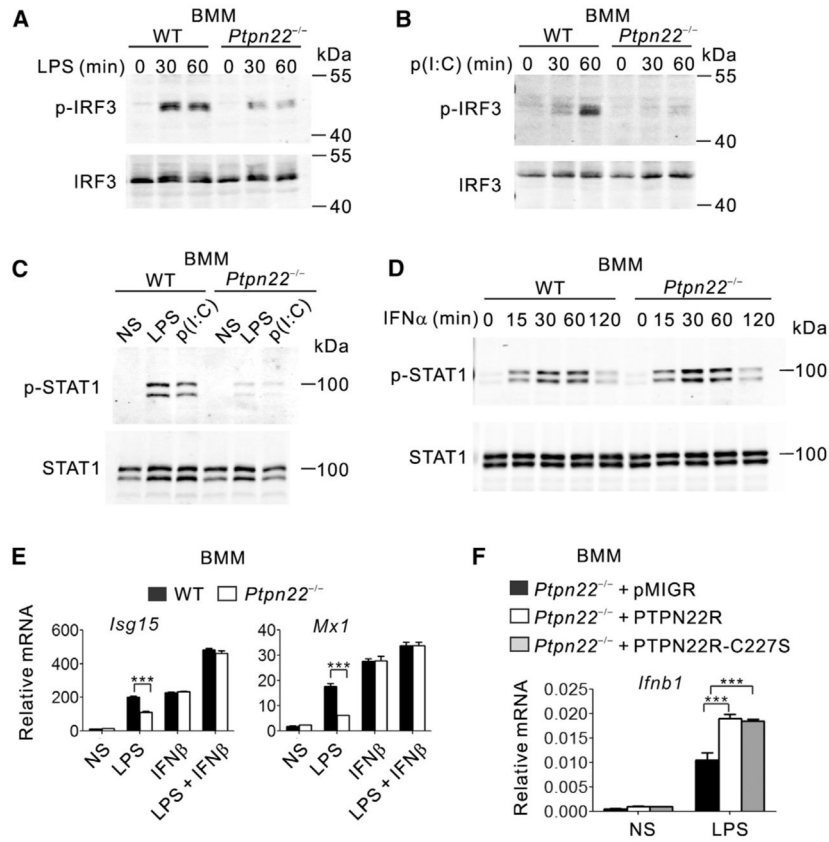 A
BMM
WT Ptpn22⁻/⁻
LPS (min) 0 30 60 0 30 60 kDa
p-IRF3
55
40
IRF3
55
40
B
BMM
WT Ptpn22⁻/⁻
p(I:C) (min) 0 30 60 0 30 60 kDa
p-IRF3
55
40
IRF3
55
40
C
BMM
WT Ptpn22⁻/⁻
NS LPS p(I:C) NS LPS p(I:C)
kDa
p-STAT1 100
STAT1 100
D
BMM
WT Ptpn22⁻/⁻
IFNα (min) 0 15 30 60 120 0 15 30 60 120 kDa
p-STAT1 100
STAT1 100
E
BMM
WT Ptpn22⁻/⁻
Relative mRNA
Isg15
600
400
200
0
***
NS LPS IFNβ LPS + IFNβ
Mx1
40
30
20
10
0
***
NS LPS IFNβ LPS + IFNβ
F
BMM
Ptpn22⁻/⁻ + pMIGR
Ptpn22⁻/⁻ + PTPN22R
Ptpn22⁻/⁻ + PTPN22R-C227S
Ifnb1
Relative mRNA
0.025
0.020
0.015
0.010
0.005
0.000
***
***
NS LPS